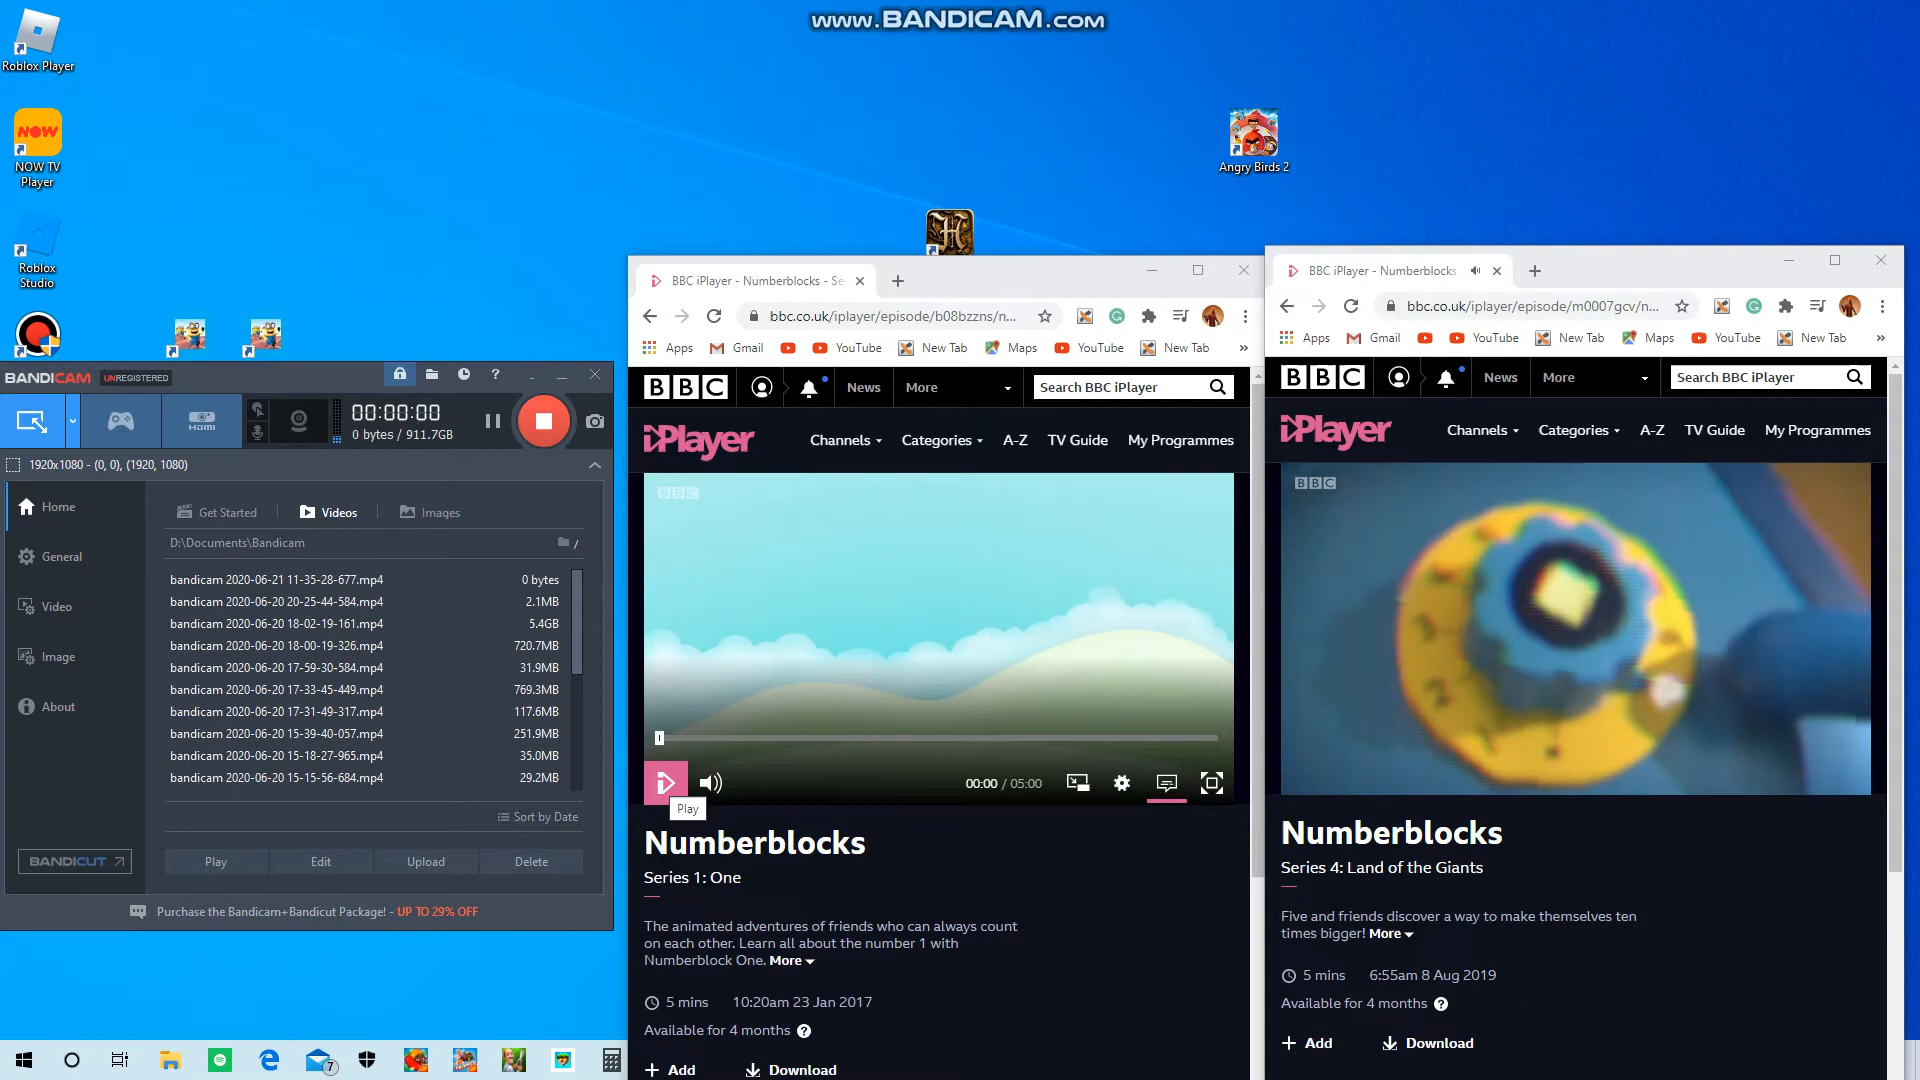 www.BANDICAM.com
Roblox Player
NOW
NOW TV
Player
Roblox
Studio
Angry Birds 2
BANDICAM UNREGISTERED
?
HDMI
00:00:00
0 bytes / 911.7GB
1920x1080 - (0, 0), (1920, 1080)
Home
General
Video
Image
About
BANDICUT
Get Started
Videos
Images
D:\Documents\Bandicam
/
bandicam 2020-06-21 11-35-28-677.mp4 0 bytes
bandicam 2020-06-20 20-25-44-584.mp4 2.1MB
bandicam 2020-06-20 18-02-19-161.mp4 5.4GB
bandicam 2020-06-20 18-00-19-326.mp4 720.7MB
bandicam 2020-06-20 17-59-30-584.mp4 31.9MB
bandicam 2020-06-20 17-33-45-449.mp4 769.3MB
bandicam 2020-06-20 17-31-49-317.mp4 117.6MB
bandicam 2020-06-20 15-39-40-057.mp4 251.9MB
bandicam 2020-06-20 15-18-27-965.mp4 35.0MB
bandicam 2020-06-20 15-15-56-684.mp4 29.2MB
Sort by Date
Play Edit Upload Delete
Purchase the Bandicam+Bandicut Package! - UP TO 29% OFF
7
BBC iPlayer - Numberblocks - Se
bbc.co.uk/iplayer/episode/b08bzzns/n...
Apps Gmail YouTube New Tab Maps YouTube New Tab »
BBC News More Search BBC iPlayer
iPlayer Channels Categories A-Z TV Guide My Programmes
BBC
00:00 / 05:00
Play
Numberblocks
Series 1: One
The animated adventures of friends who can always count
on each other. Learn all about the number 1 with
Numberblock One. More
5 mins 10:20am 23 Jan 2017
Available for 4 months ?
Add Download
BBC iPlayer - Numberblocks
bbc.co.uk/iplayer/episode/m0007gcv/n...
Apps Gmail YouTube New Tab Maps YouTube New Tab »
BBC News More Search BBC iPlayer
iPlayer Channels Categories A-Z TV Guide My Programmes
BBC
Numberblocks
Series 4: Land of the Giants
Five and friends discover a way to make themselves ten
times bigger! More
5 mins 6:55am 8 Aug 2019
Available for 4 months ?
Add Download